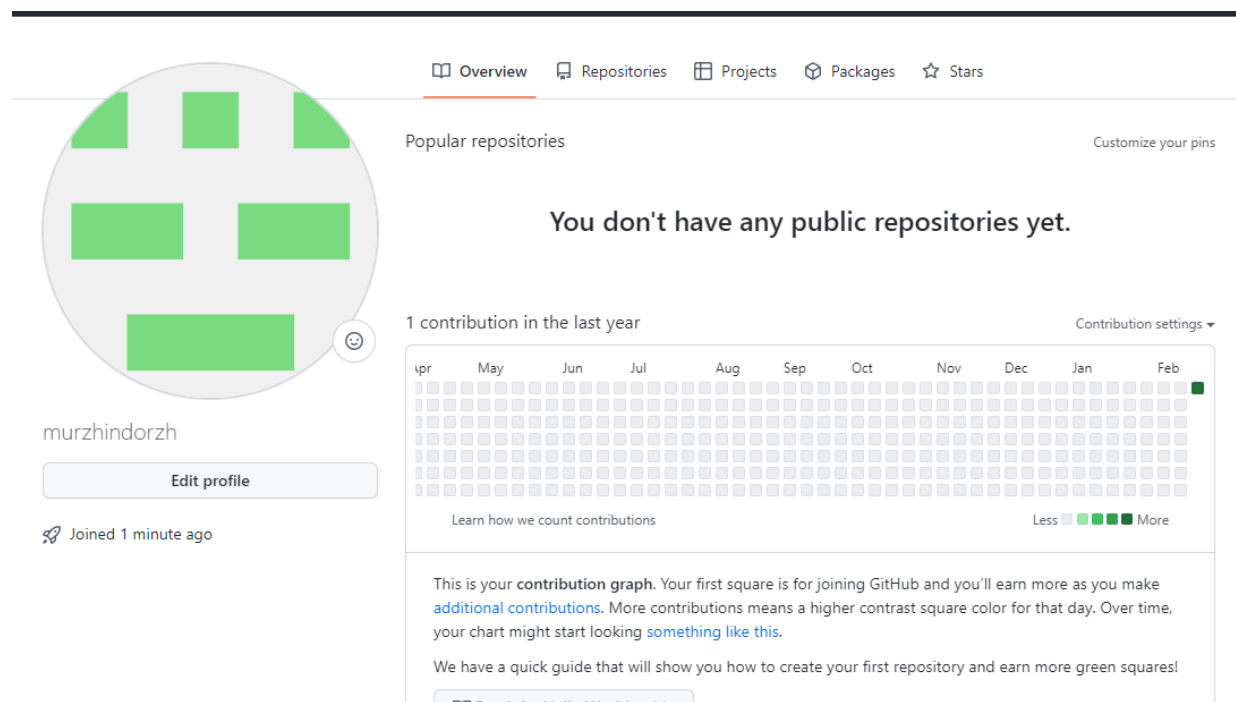 Overview Repositories Projects Packages Stars
Popular repositories Customize your pins
You don't have any public repositories yet.
1 contribution in the last year Contribution settings
Apr May Jun Jul Aug Sep Oct Nov Dec Jan Feb
murzhindorzh
Edit profile
Learn how we count contributions Less More
Joined 1 minute ago
This is your contribution graph. Your first square is for joining GitHub and you'll earn more as you make
additional contributions. More contributions means a higher contrast square color for that day. Over time,
your chart might start looking something like this.
We have a quick guide that will show you how to create your first repository and earn more green squares!